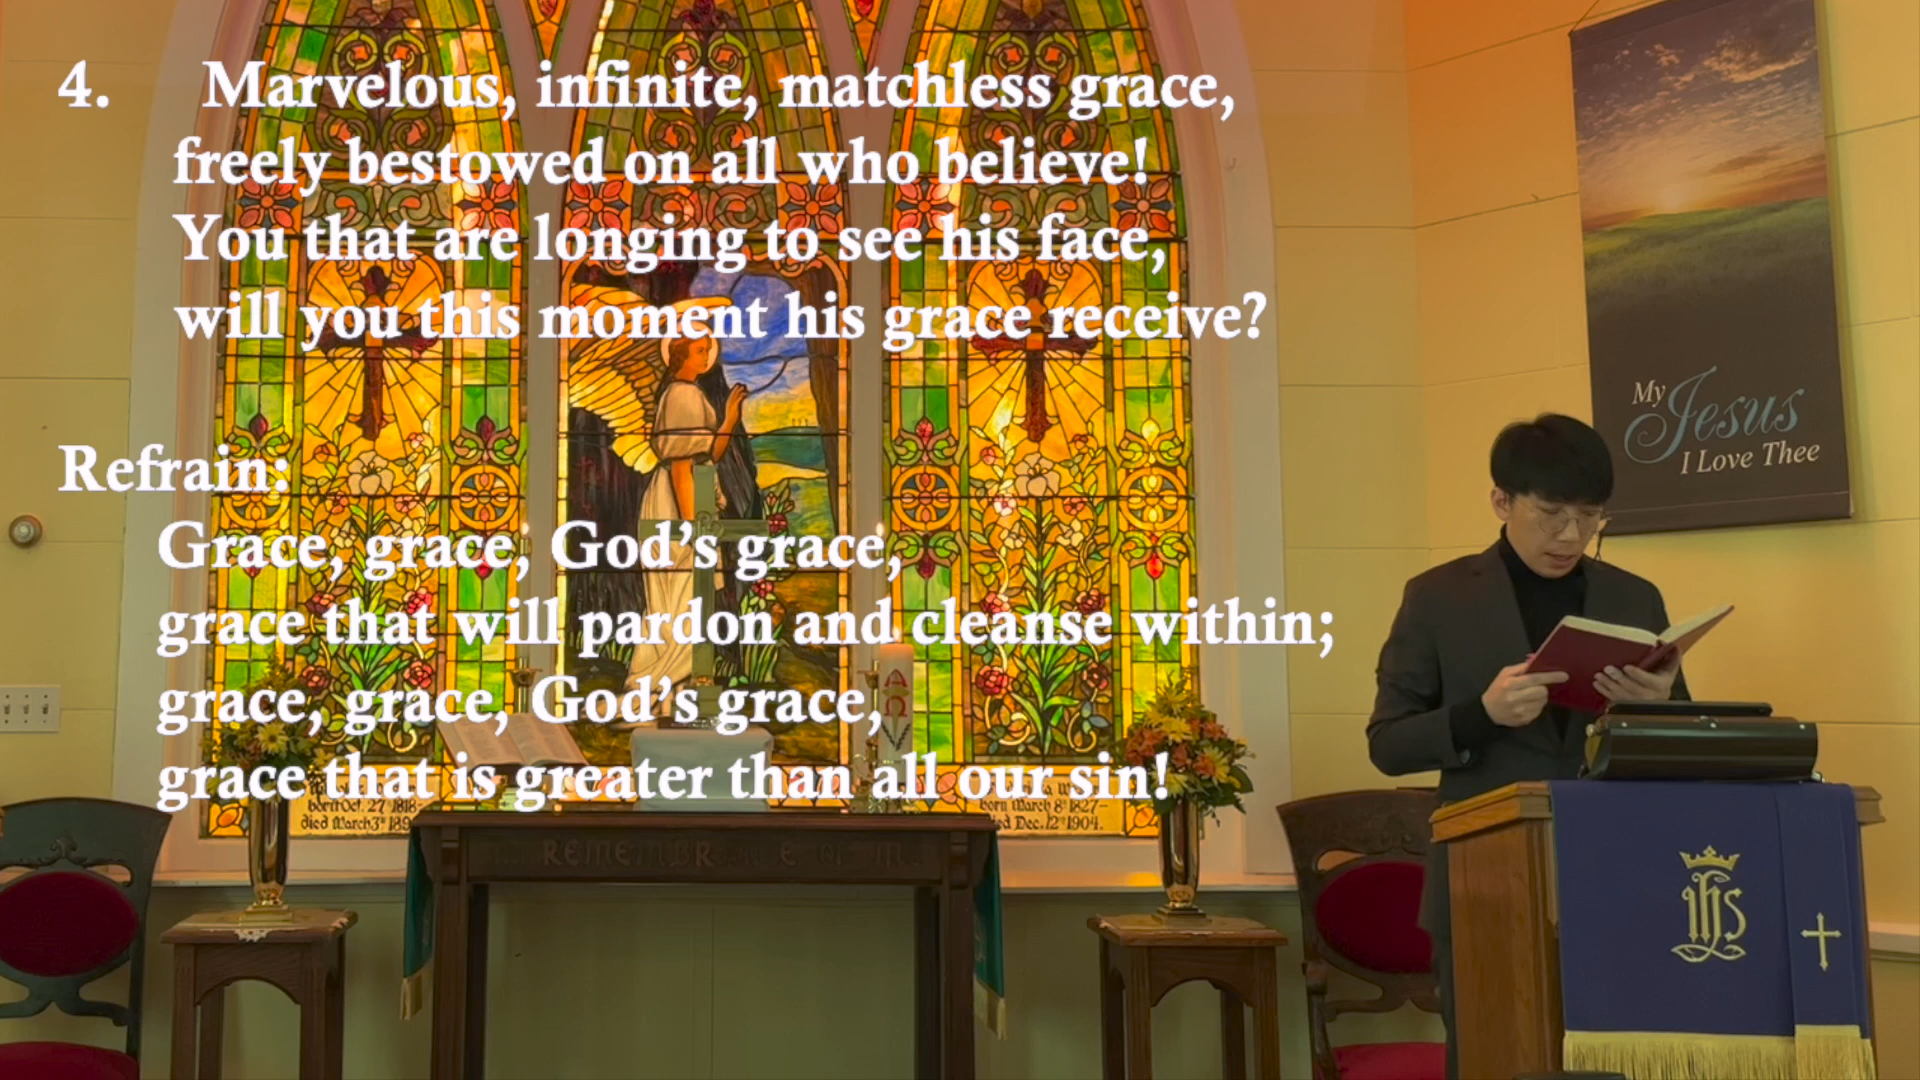 4. Marvelous, infinite, matchless grace,
freely bestowed on all who believe!
You that are longing to see his face,
will you this moment his grace receive?
Refrain:
Grace, grace, God’s grace,
grace that will pardon and cleanse within;
grace, grace, God’s grace,
grace that is greater than all our sin!
My
Jesus
I Love Thee
born Oct. 27 1818-
died March 3
born March 8 1827-
Dec. 12 1904.
IHS
ΑΩ